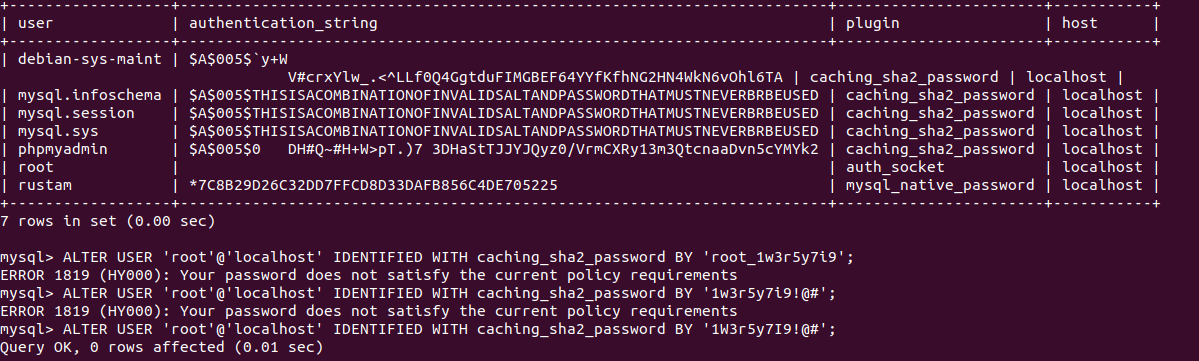 +------------------+------------------------------------------------------------------------+-----------------------+-----------+
| user             | authentication_string                                                  | plugin                | host      |
+------------------+------------------------------------------------------------------------+-----------------------+-----------+
| debian-sys-maint | $A$005$`y+W
                                V#crxYlw_.<^LLf0Q4GgtduFIMGBEF64YYfKfhNG2HN4WkN6vOhl6TA | caching_sha2_password | localhost |
| mysql.infoschema | $A$005$THISISACOMBINATIONOFINVALIDSALTANDPASSWORDTHATMUSTNEVERBRBEUSED | caching_sha2_password | localhost |
| mysql.session    | $A$005$THISISACOMBINATIONOFINVALIDSALTANDPASSWORDTHATMUSTNEVERBRBEUSED | caching_sha2_password | localhost |
| mysql.sys        | $A$005$THISISACOMBINATIONOFINVALIDSALTANDPASSWORDTHATMUSTNEVERBRBEUSED | caching_sha2_password | localhost |
| phpmyadmin       | $A$005$0   DH#Q~#H+W>pT.)7 3DHaStTJJYJQyz0/VrmCXRy13m3QtcnaaDvn5cYMYk2 | caching_sha2_password | localhost |
| root             |                                                                        | auth_socket           | localhost |
| rustam           | *7C8B29D26C32DD7FFCD8D33DAFB856C4DE705225                              | mysql_native_password | localhost |
+------------------+------------------------------------------------------------------------+-----------------------+-----------+
7 rows in set (0.00 sec)

mysql> ALTER USER 'root'@'localhost' IDENTIFIED WITH caching_sha2_password BY 'root_1w3r5y7i9';
ERROR 1819 (HY000): Your password does not satisfy the current policy requirements
mysql> ALTER USER 'root'@'localhost' IDENTIFIED WITH caching_sha2_password BY '1w3r5y7i9!@#';
ERROR 1819 (HY000): Your password does not satisfy the current policy requirements
mysql> ALTER USER 'root'@'localhost' IDENTIFIED WITH caching_sha2_password BY '1W3r5y7I9!@#';
Query OK, 0 rows affected (0.01 sec)